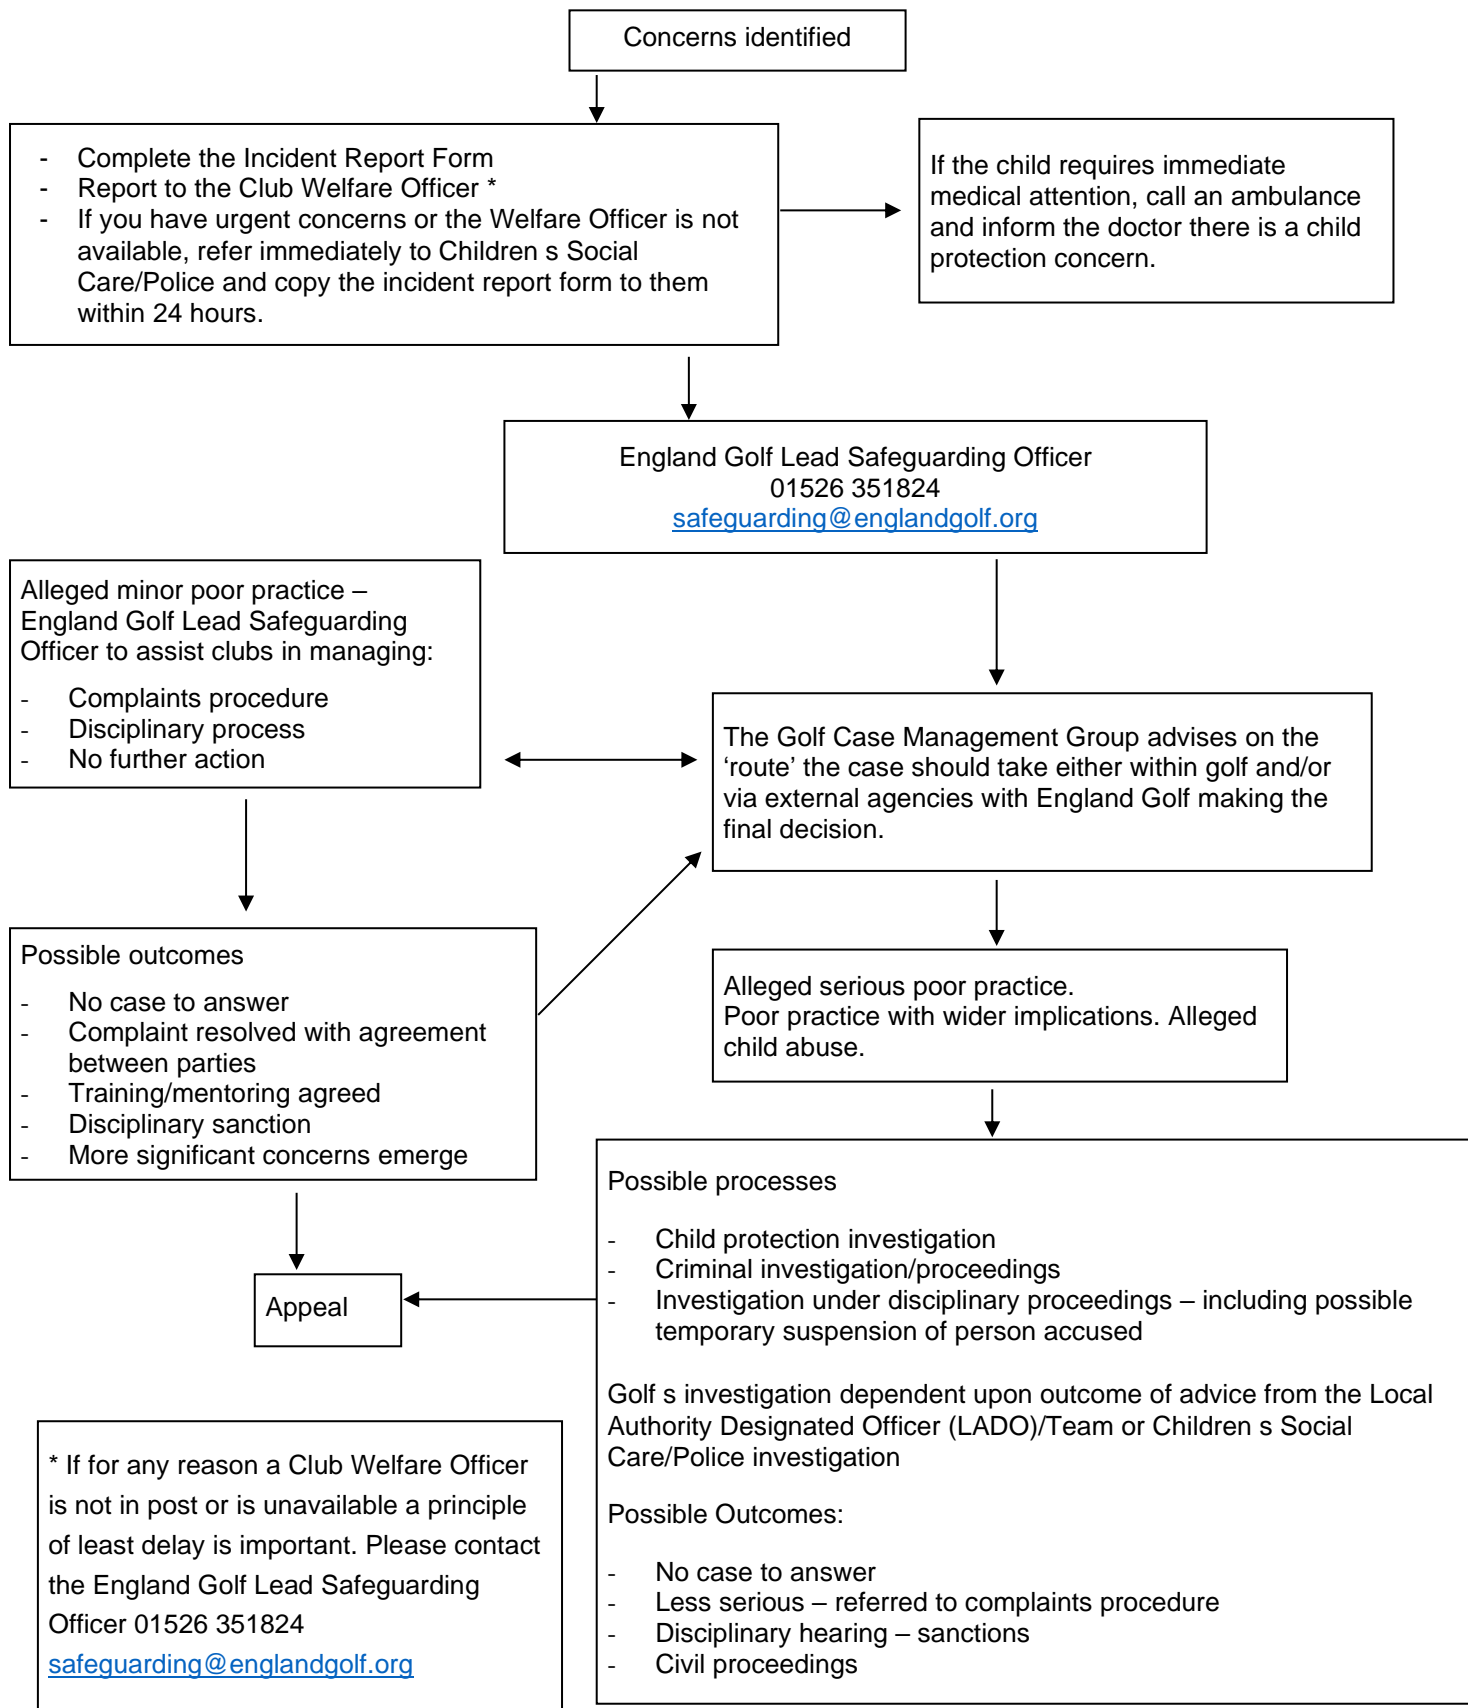 Concerns identified
- Complete the Incident Report Form
- Report to the Club Welfare Officer *
- If you have urgent concerns or the Welfare Officer is not
available, refer immediately to Children s Social
Care/Police and copy the incident report form to them
within 24 hours.
If the child requires immediate
medical attention, call an ambulance
and inform the doctor there is a child
protection concern.
England Golf Lead Safeguarding Officer
01526 351824
safeguarding@englandgolf.org
Alleged minor poor practice –
England Golf Lead Safeguarding
Officer to assist clubs in managing:
- Complaints procedure
- Disciplinary process
- No further action
The Golf Case Management Group advises on the
‘route’ the case should take either within golf and/or
via external agencies with England Golf making the
final decision.
Possible outcomes
- No case to answer
- Complaint resolved with agreement
between parties
- Training/mentoring agreed
- Disciplinary sanction
- More significant concerns emerge
Alleged serious poor practice.
Poor practice with wider implications. Alleged
child abuse.
Possible processes
- Child protection investigation
- Criminal investigation/proceedings
- Investigation under disciplinary proceedings – including possible
temporary suspension of person accused
Golf s investigation dependent upon outcome of advice from the Local
Authority Designated Officer (LADO)/Team or Children s Social
Care/Police investigation
Possible Outcomes:
- No case to answer
- Less serious – referred to complaints procedure
- Disciplinary hearing – sanctions
- Civil proceedings
Appeal
* If for any reason a Club Welfare Officer
is not in post or is unavailable a principle
of least delay is important. Please contact
the England Golf Lead Safeguarding
Officer 01526 351824
safeguarding@englandgolf.org